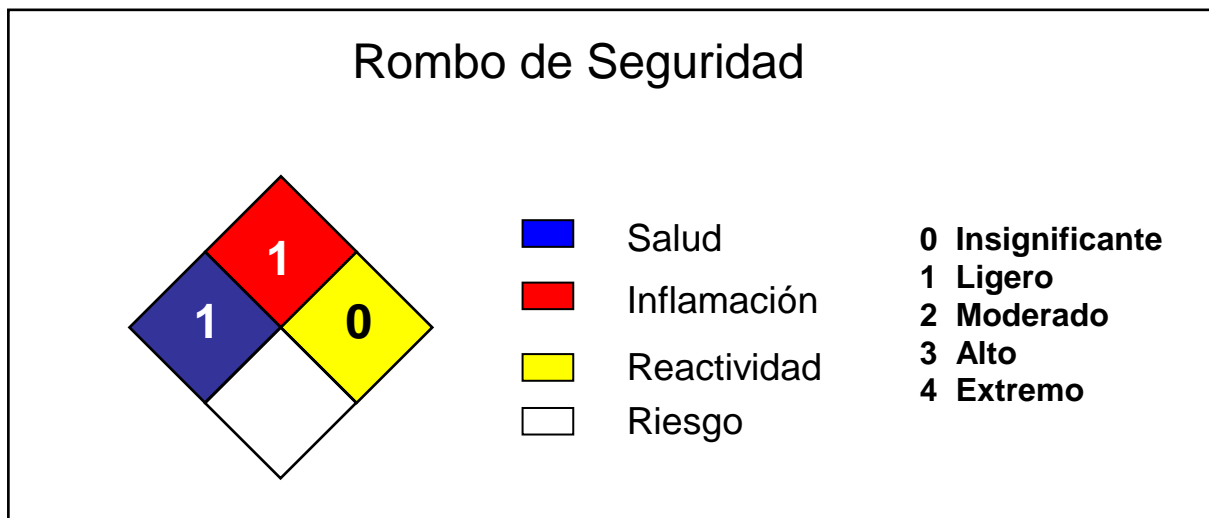 Rombo de Seguridad
1
1
0
Salud
Inflamación
Reactividad
Riesgo
0 Insignificante
1 Ligero
2 Moderado
3 Alto
4 Extremo